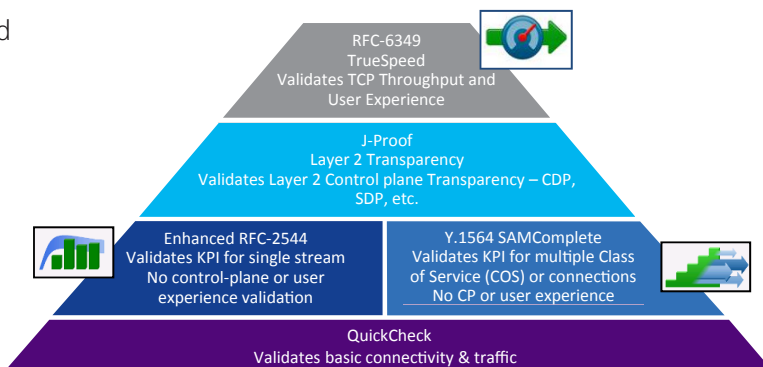 d
RFC-6349
TrueSpeed
Validates TCP Throughput and
User Experience
J-Proof
Layer 2 Transparency
Validates Layer 2 Control plane Transparency – CDP,
SDP, etc.
Enhanced RFC-2544
Validates KPI for single stream
No control-plane or user
experience validation
Y.1564 SAMComplete
Validates KPI for multiple Class
of Service (COS) or connections
No CP or user experience
QuickCheck
Validates basic connectivity & traffic